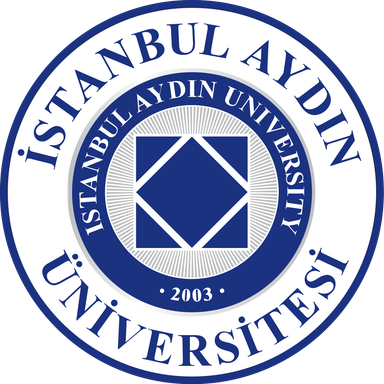 İSTANBUL AYDIN
ÜNİVERSİTESİ
ISTANBUL AYDIN UNIVERSITY
· 2003 ·